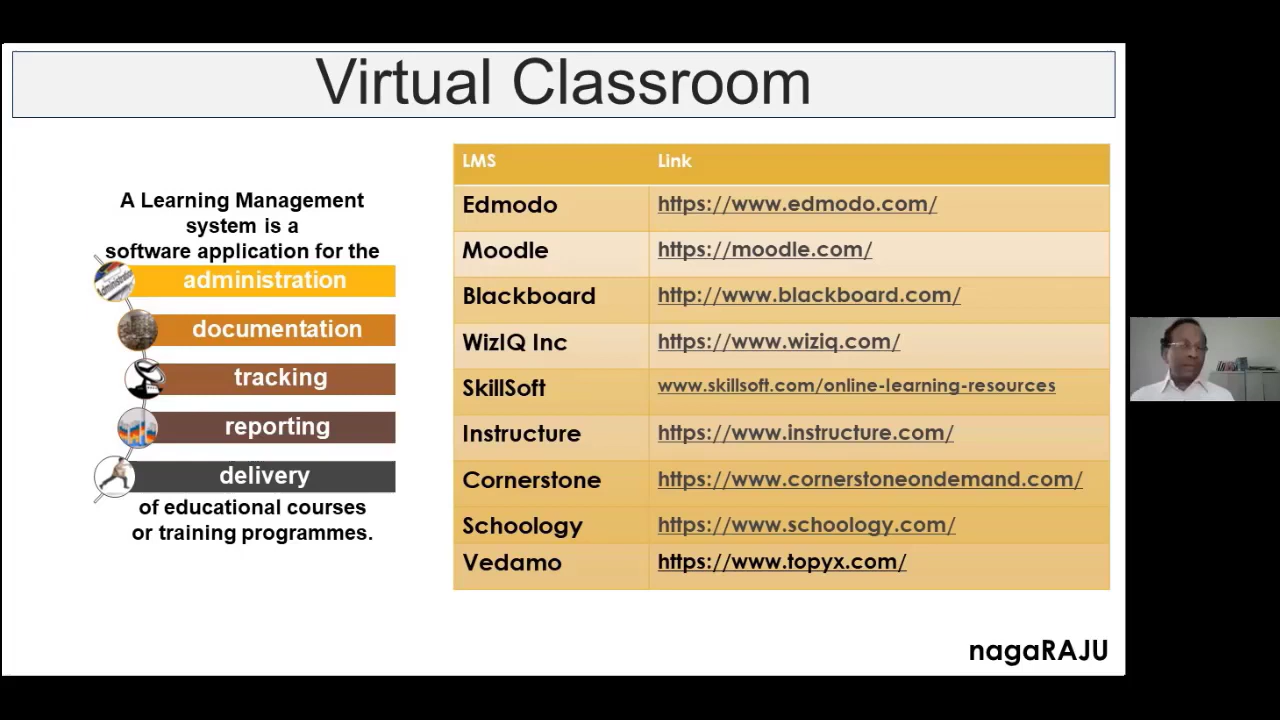 Virtual Classroom
A Learning Management
system is a
software application for the
administration
documentation
tracking
reporting
delivery
of educational courses
or training programmes.
LMS Link
Edmodo https://www.edmodo.com/
Moodle https://moodle.com/
Blackboard http://www.blackboard.com/
WizIQ Inc https://www.wiziq.com/
SkillSoft www.skillsoft.com/online-learning-resources
Instructure https://www.instructure.com/
Cornerstone https://www.cornerstoneondemand.com/
Schoology https://www.schoology.com/
Vedamo https://www.topyx.com/
nagaRAJU